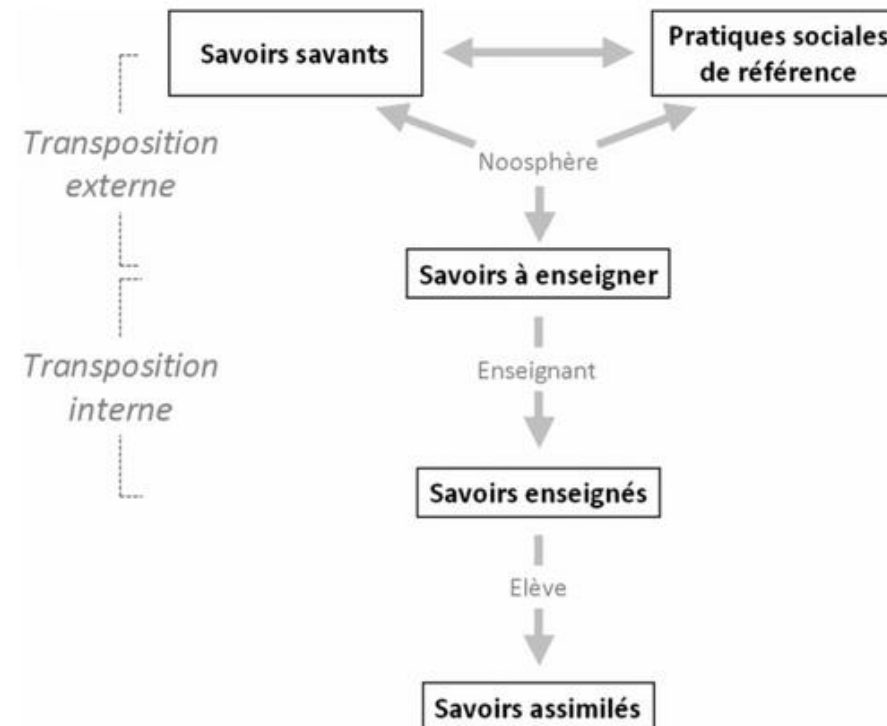 Savoirs savants
Pratiques sociales
de référence
Transposition
externe
Noosphère
Savoirs à enseigner
Transposition
interne
Enseignant
Savoirs enseignés
Elève
Savoirs assimilés